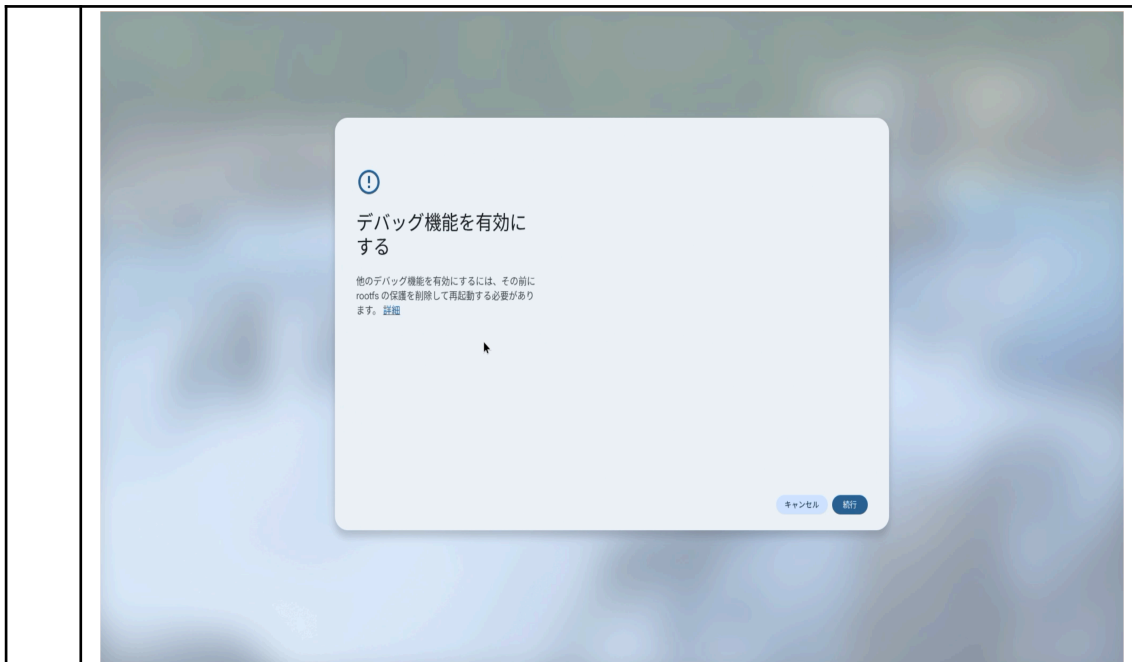 デバッグ機能を有効に
する
他のデバッグ機能を有効にするには、その前に
rootfs の保護を削除して再起動する必要があり
ます。 詳細
キャンセル 続行